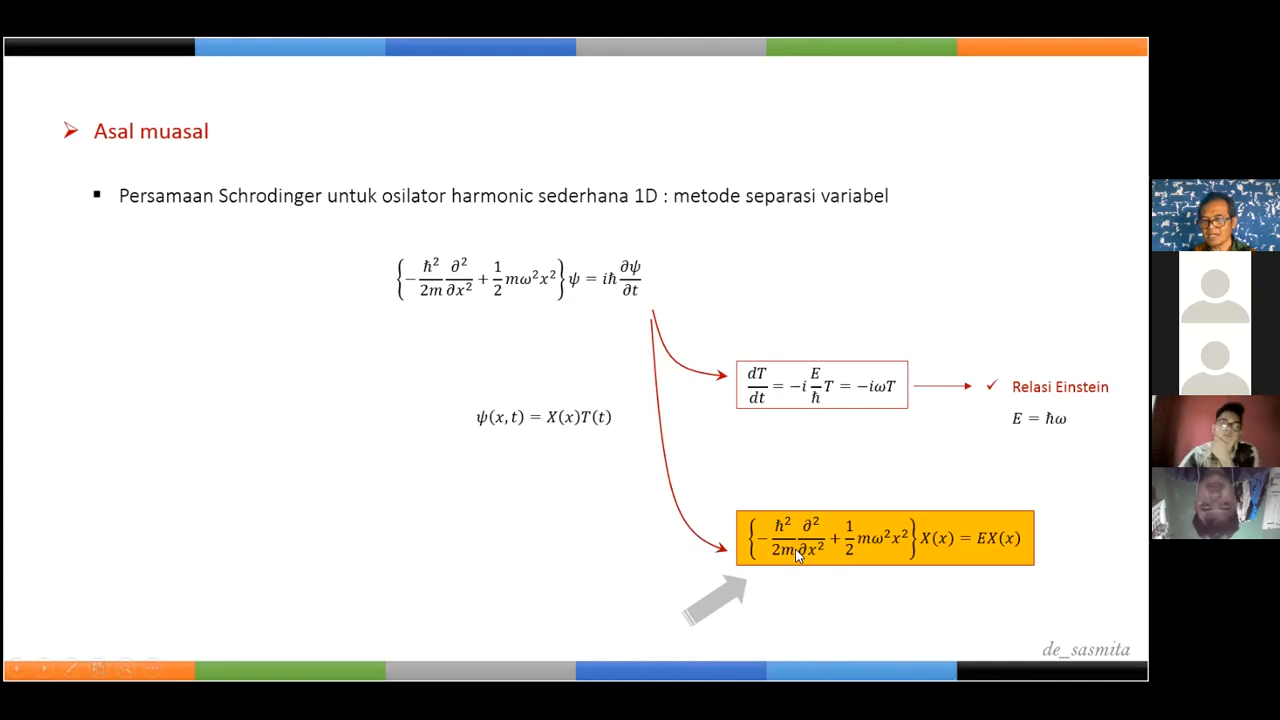 Asal muasal
Persamaan Schrodinger untuk osilator harmonic sederhana 1D : metode separasi variabel
{-ħ²/2m ∂²/∂x² + 1/2 mω²x²}ψ = iħ ∂ψ/∂t
dT/dt = -i E/ħ T = -iωT
Relasi Einstein
ψ(x,t) = X(x)T(t)
E = ħω
{-ħ²/2m ∂²/∂x² + 1/2 mω²x²}X(x) = EX(x)
de_sasmita